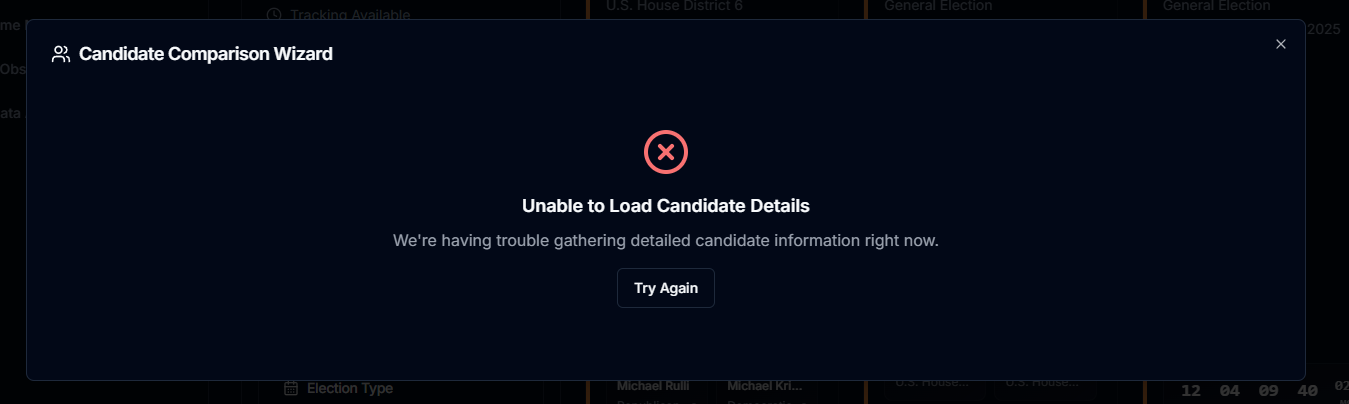 Tracking Available
U.S. House District 6
General Election
General Election
2025
me
Obs
ata
Candidate Comparison Wizard
Unable to Load Candidate Details
We're having trouble gathering detailed candidate information right now.
Try Again
Election Type
Michael Rulli
Michael Kri...
U.S. House...
U.S. House...
12 04 09 40 02